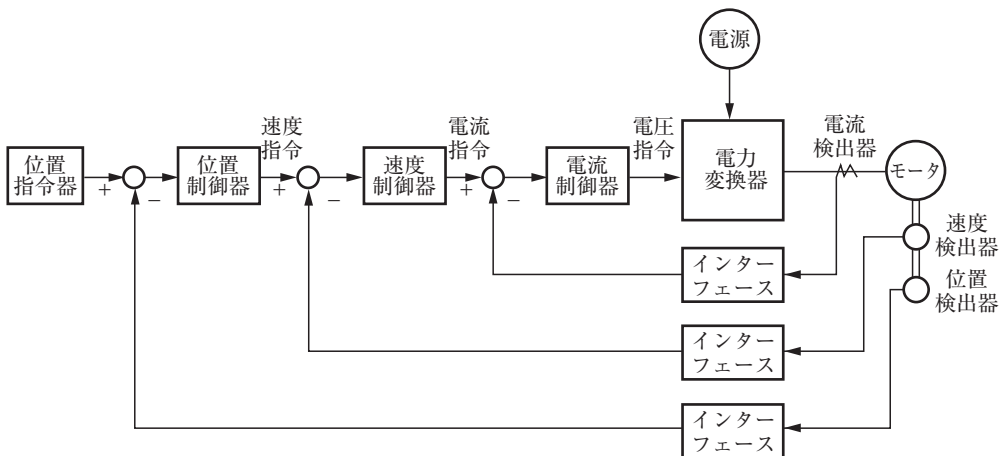 電源
位置
指令器
+
−
位置
制御器
速度
指令
+
−
速度
制御器
電流
指令
+
−
電流
制御器
電圧
指令
電力
変換器
電流
検出器
モータ
速度
検出器
位置
検出器
インター
フェース
インター
フェース
インター
フェース